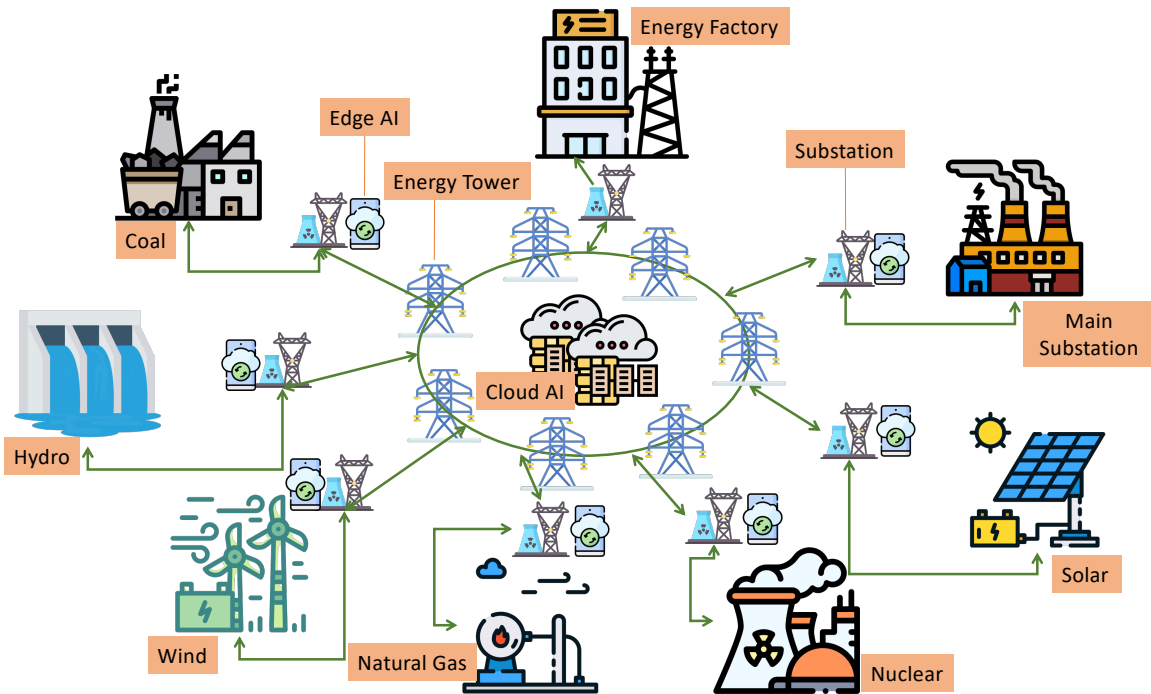 Energy Factory
Edge AI
Substation
Energy Tower
Coal
Main
Substation
Cloud AI
Hydro
Solar
Wind
Natural Gas
Nuclear